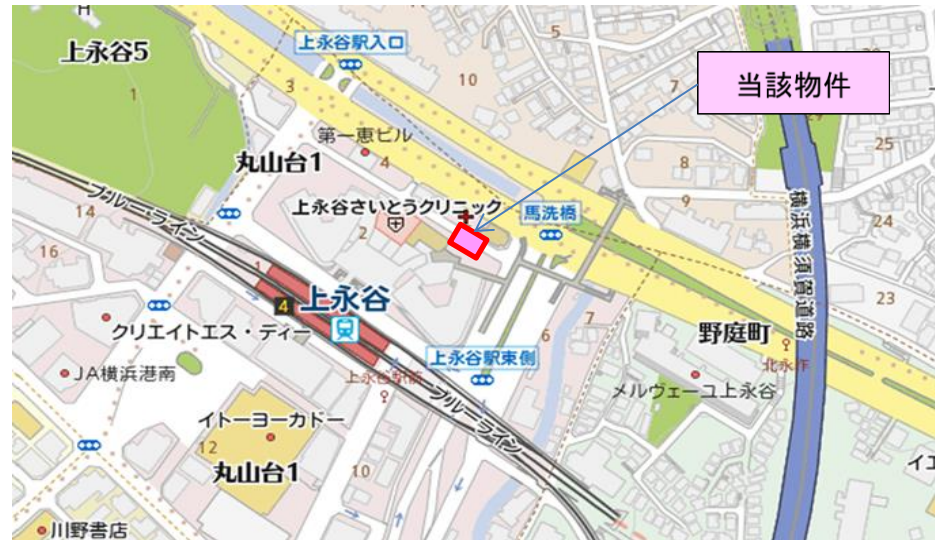 H
上永谷5
1
上永谷駅入口
3
5
10
7
当該物件
第一恵ビル
4
丸山台1
8
9
25
24
23
14
ブルーライン
上永谷さいとうクリニック
馬洗橋
2
横浜横須賀道路
16
1
4
上永谷
クリエイトエス・ディー
6
7
野庭町
北永作
JA横浜港南
上永谷駅前
上永谷駅東側
メルヴェーユ上永谷
イトーヨーカドー
ブルーライン
12
丸山台1
10
川野書店